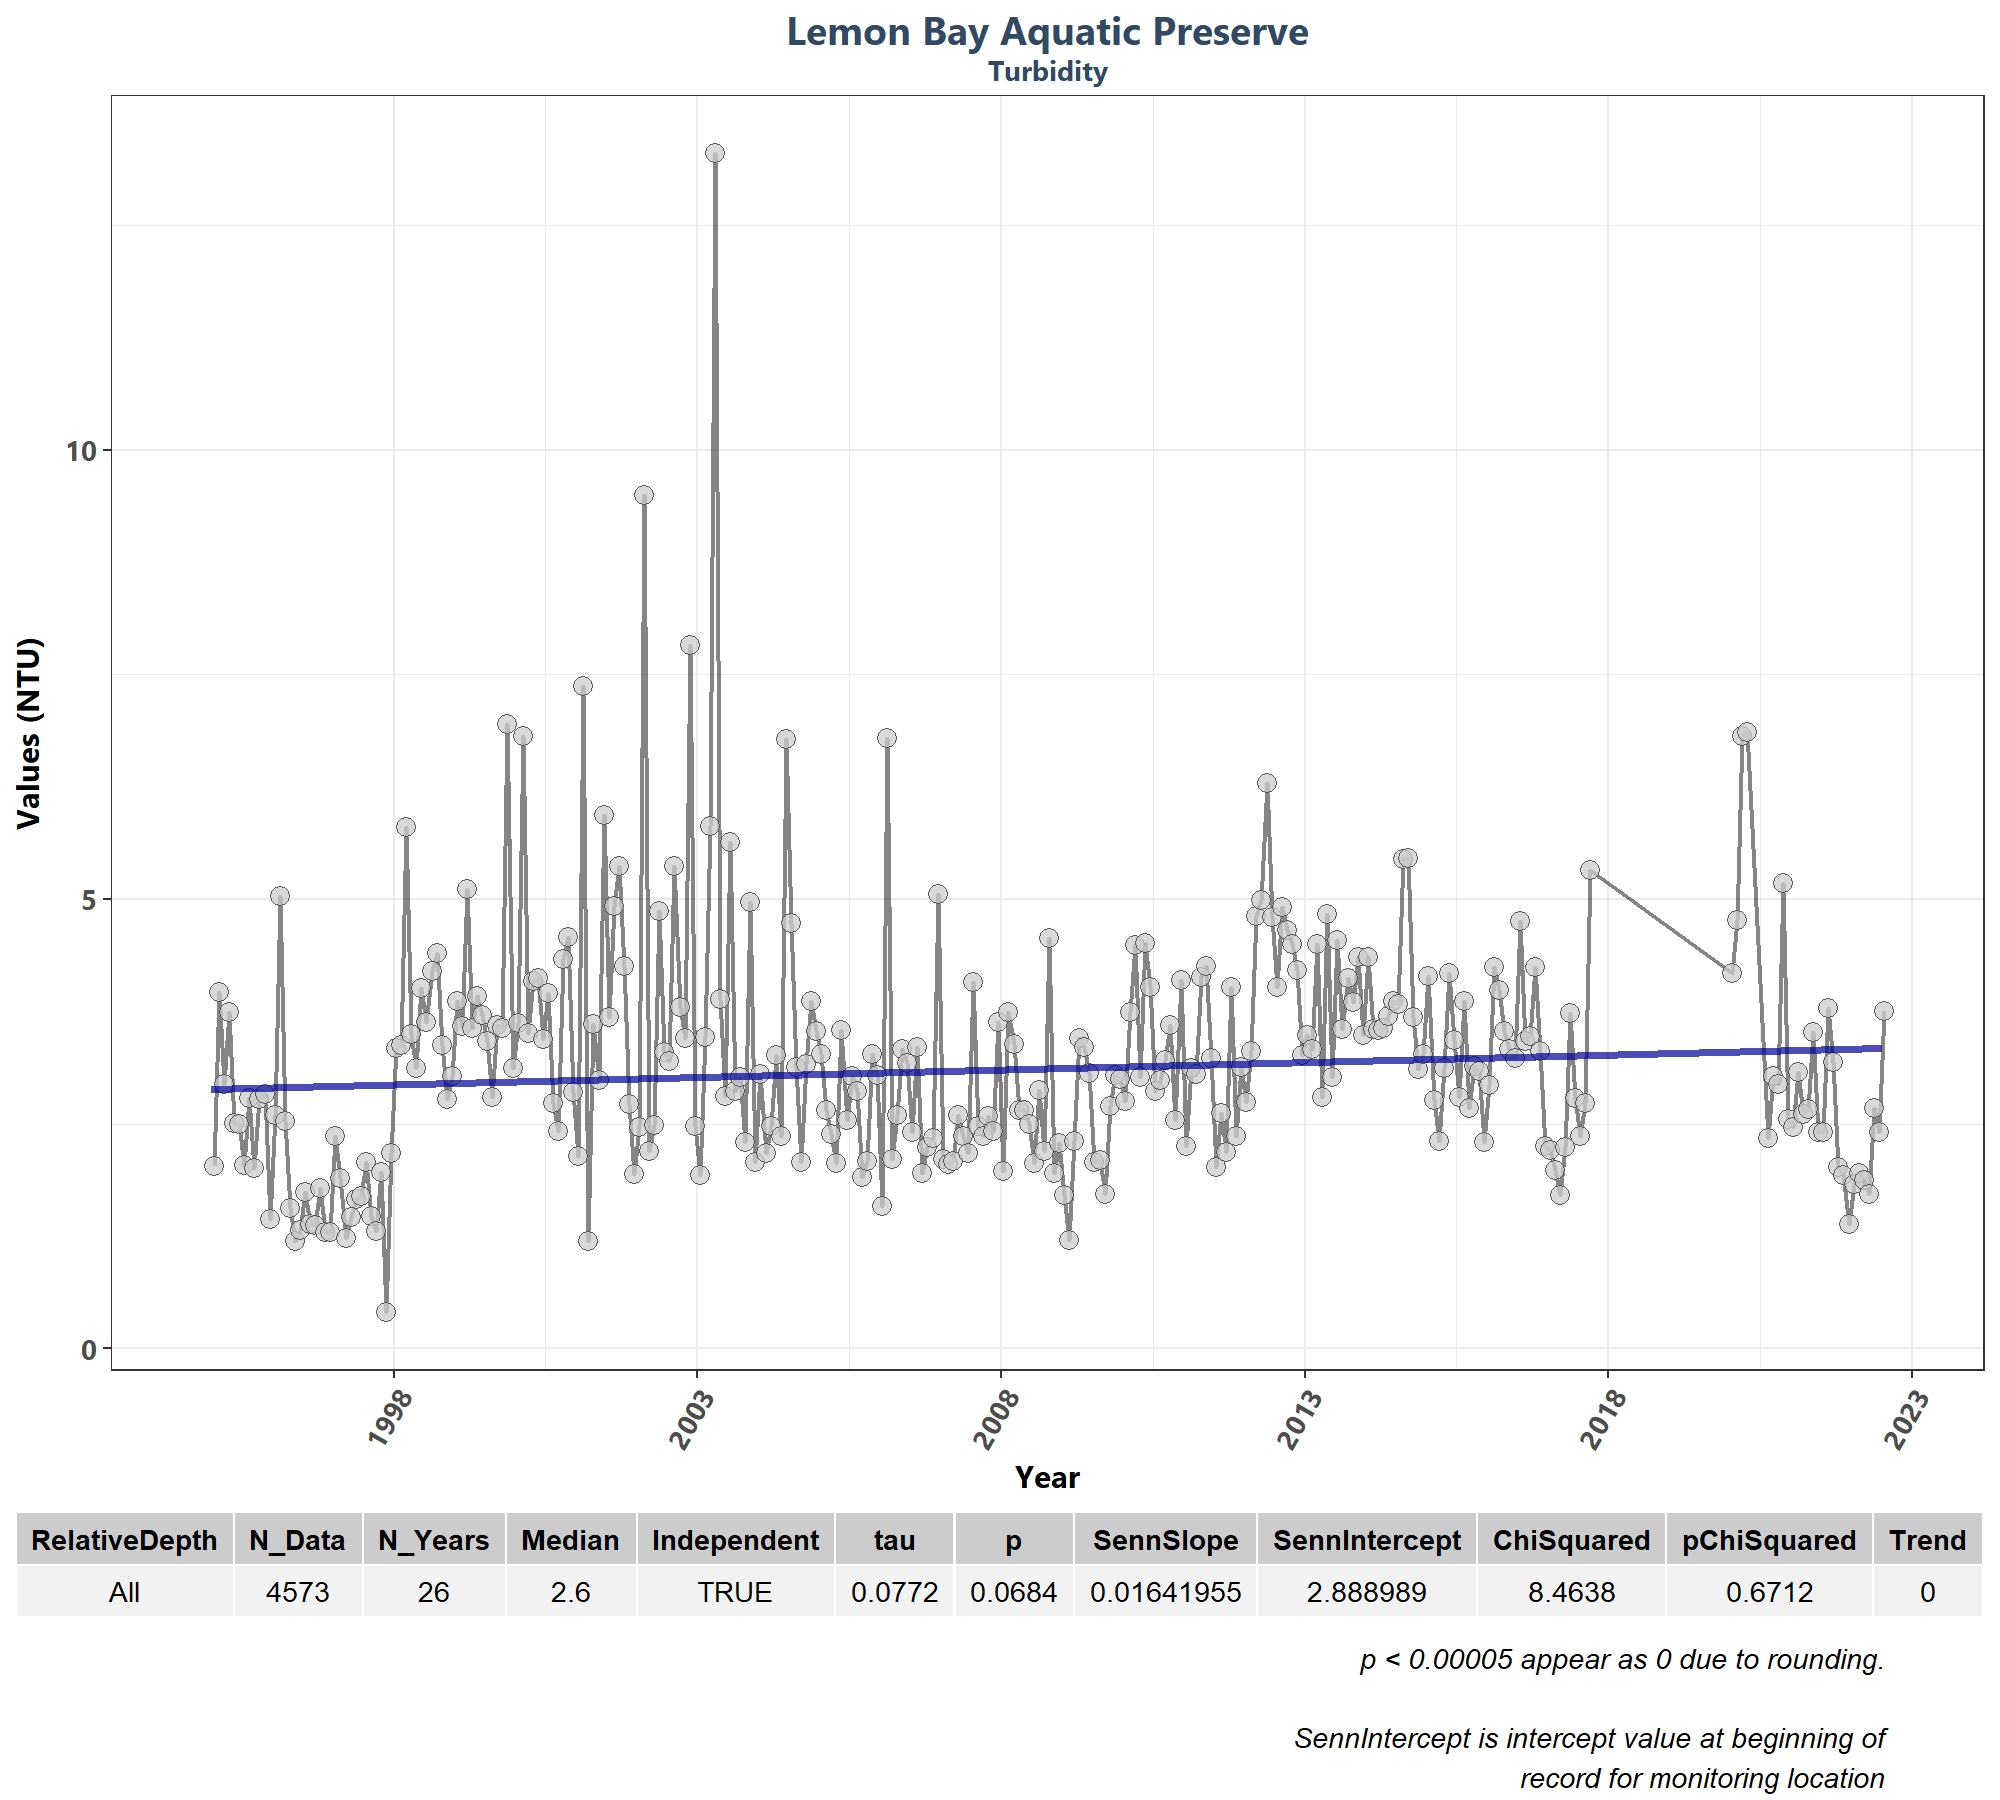 Lemon Bay Aquatic Preserve
Turbidity
Values (NTU)
10
5
0
1998 2003 2008 2013 2018 2023
Year
RelativeDepth N_Data N_Years Median Independent tau p SennSlope SennIntercept ChiSquared pChiSquared Trend
All 4573 26 2.6 TRUE 0.0772 0.0684 0.01641955 2.888989 8.4638 0.6712 0
p < 0.00005 appear as 0 due to rounding.
SennIntercept is intercept value at beginning of
record for monitoring location